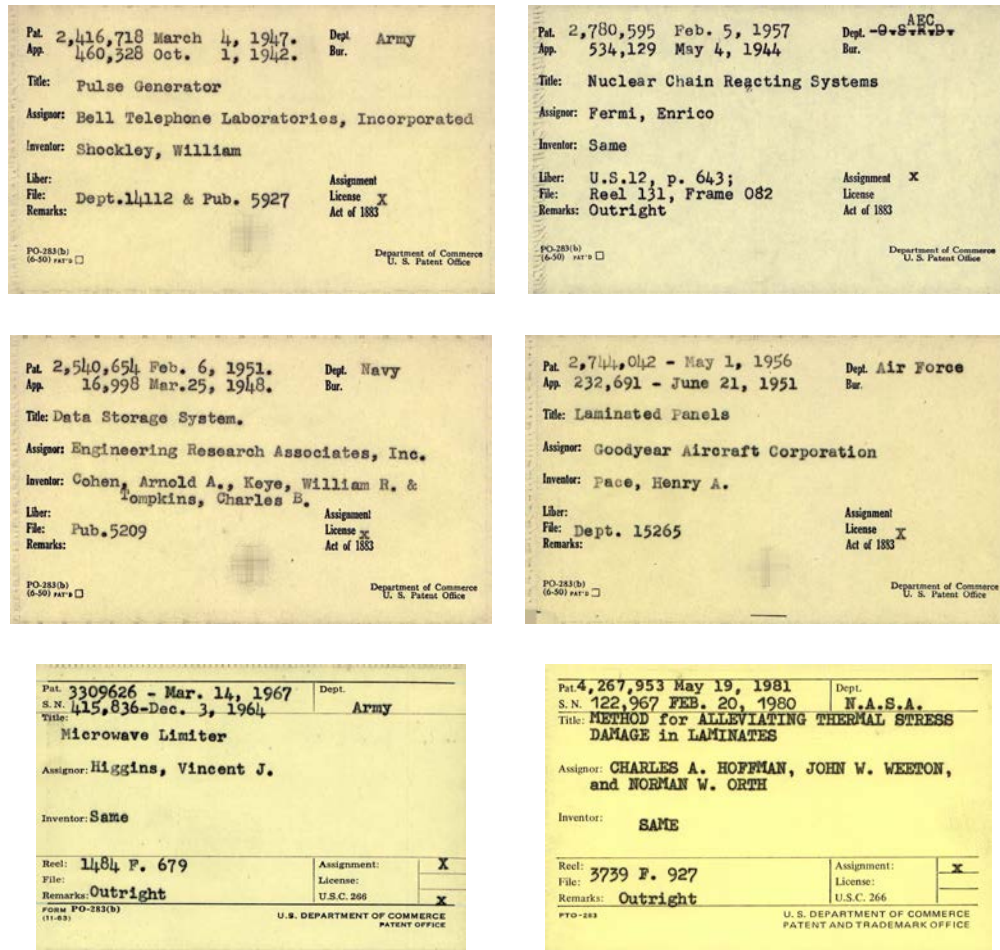 Pat. 2,416,718 March 4, 1947. Dept. Army
App. 460,328 Oct. 1, 1942. Bur.
Title: Pulse Generator
Assignor: Bell Telephone Laboratories, Incorporated
Inventor: Shockley, William
Liber: Assignment
File: Dept.14112 & Pub. 5927 License X
Remarks: Act of 1883
PO-283(b) Department of Commerce
(6-50) PAT'D U. S. Patent Office
AEC
Pat. 2,780,595 Feb. 5, 1957 Dept. O.S.R.D.
App. 534,129 May 4, 1944 Bur.
Title: Nuclear Chain Reacting Systems
Assignor: Fermi, Enrico
Inventor: Same
Liber: U.S.12, p. 643; Assignment X
File: Reel 131, Frame 082 License
Remarks: Outright Act of 1883
PO-283(b) Department of Commerce
(6-50) PAT'D U. S. Patent Office
Pat. 2,540,654 Feb. 6, 1951. Dept. Navy
App. 16,998 Mar.25, 1948. Bur.
Title: Data Storage System.
Assignor: Engineering Research Associates, Inc.
Inventor: Cohen, Arnold A., Keye, William R. &
Tompkins, Charles B.
Liber: Assignment
File: Pub.5209 License X
Remarks: Act of 1883
PO-283(b) Department of Commerce
(6-50) PAT'D U. S. Patent Office
Pat. 2,744,042 - May 1, 1956 Dept. Air Force
App. 232,691 - June 21, 1951 Bur.
Title: Laminated Panels
Assignor: Goodyear Aircraft Corporation
Inventor: Pace, Henry A.
Liber: Assignment
File: Dept. 15265 License X
Remarks: Act of 1883
PO-283(b) Department of Commerce
(6-50) PAT'D U. S. Patent Office
Pat. 3309626 - Mar. 14, 1967 Dept.
S. N. 415,836-Dec. 3, 1964 Army
Title:
Microwave Limiter
Assignor: Higgins, Vincent J.
Inventor: Same
Reel: 1484 F. 679 Assignment: X
File: License:
Remarks: Outright U.S.C. 266 X
FORM PO-283(b) U.S. DEPARTMENT OF COMMERCE
(11-63) PATENT OFFICE
Pat. 4,267,953 May 19, 1981 Dept.
S. N. 122,967 FEB. 20, 1980 N.A.S.A.
Title: METHOD for ALLEVIATING THERMAL STRESS
DAMAGE in LAMINATES
Assignor: CHARLES A. HOFFMAN, JOHN W. WEETON,
and NORMAN W. ORTH
Inventor: SAME
Reel: 3739 F. 927 Assignment: X
File: License:
Remarks: Outright U.S.C. 266
PTO-283 U. S. DEPARTMENT OF COMMERCE
PATENT AND TRADEMARK OFFICE